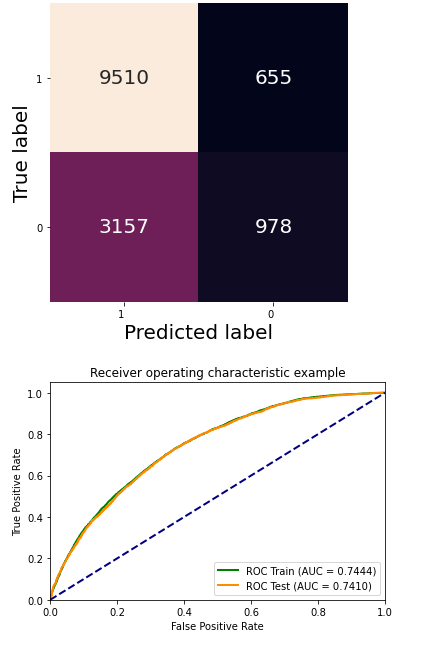 9510 655
1
True label
3157 978
0
1 0
Predicted label
Receiver operating characteristic example
1.0
0.8
0.6
True Positive Rate
0.4
0.2
ROC Train (AUC = 0.7444)
ROC Test (AUC = 0.7410)
0.0
0.0 0.2 0.4 0.6 0.8 1.0
False Positive Rate